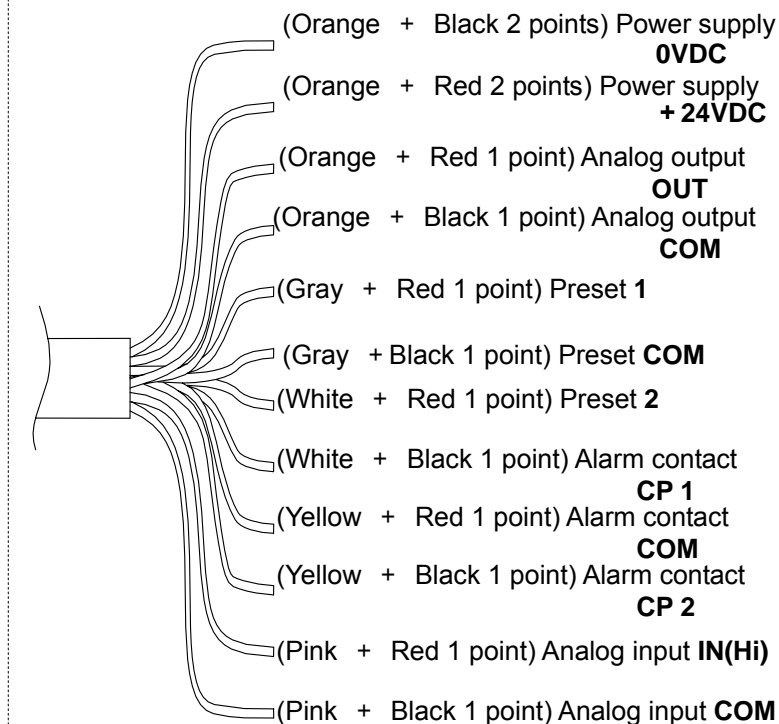 (Orange + Black 2 points) Power supply
0VDC
(Orange + Red 2 points) Power supply
+ 24VDC
(Orange + Red 1 point) Analog output
OUT
(Orange + Black 1 point) Analog output
COM
(Gray + Red 1 point) Preset 1
(Gray + Black 1 point) Preset COM
(White + Red 1 point) Preset 2
(White + Black 1 point) Alarm contact
CP 1
(Yellow + Red 1 point) Alarm contact
COM
(Yellow + Black 1 point) Alarm contact
CP 2
(Pink + Red 1 point) Analog input IN(Hi)
(Pink + Black 1 point) Analog input COM